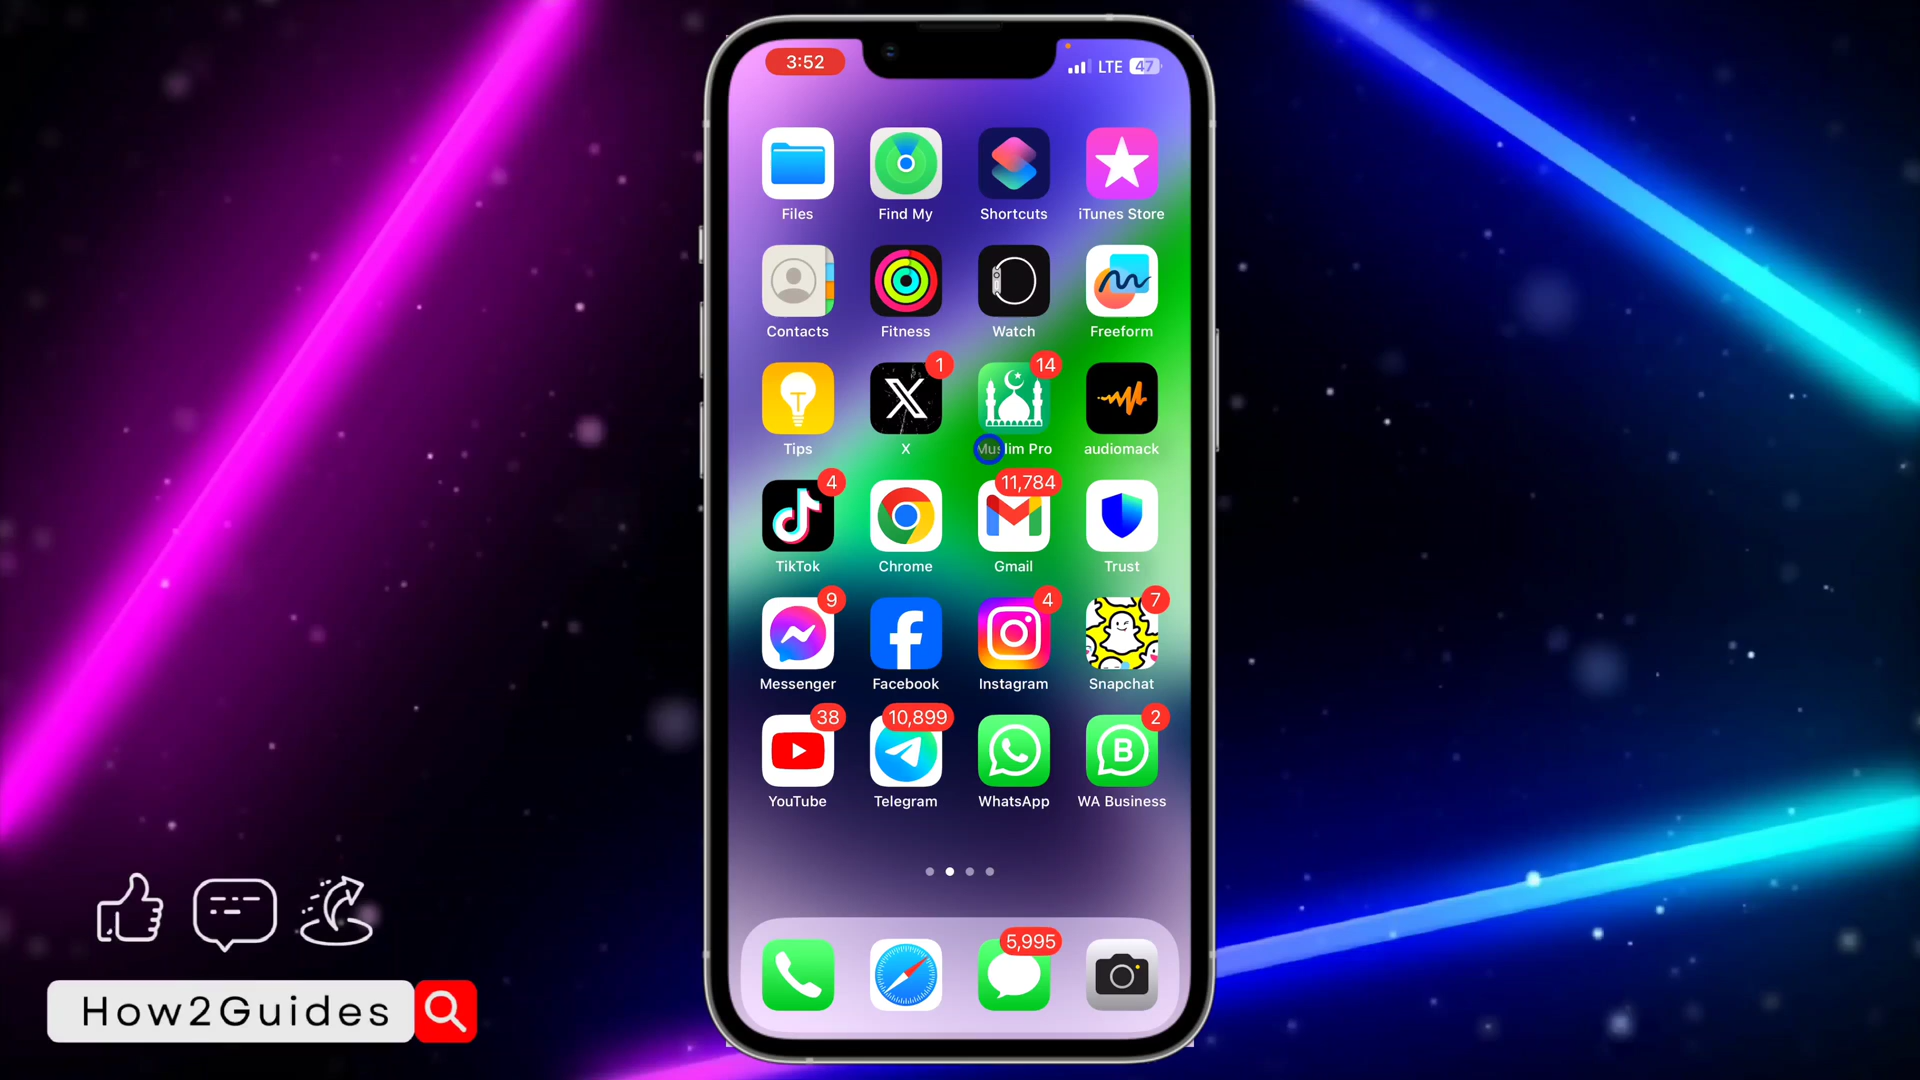 3:52 LTE 47
Files Find My Shortcuts iTunes Store
Contacts Fitness Watch Freeform
1 14
Tips X Muslim Pro audiomack
4 11,784
TikTok Chrome Gmail Trust
9 4 7
Messenger Facebook Instagram Snapchat
38 10,899 2
YouTube Telegram WhatsApp WA Business
5,995
How2Guides